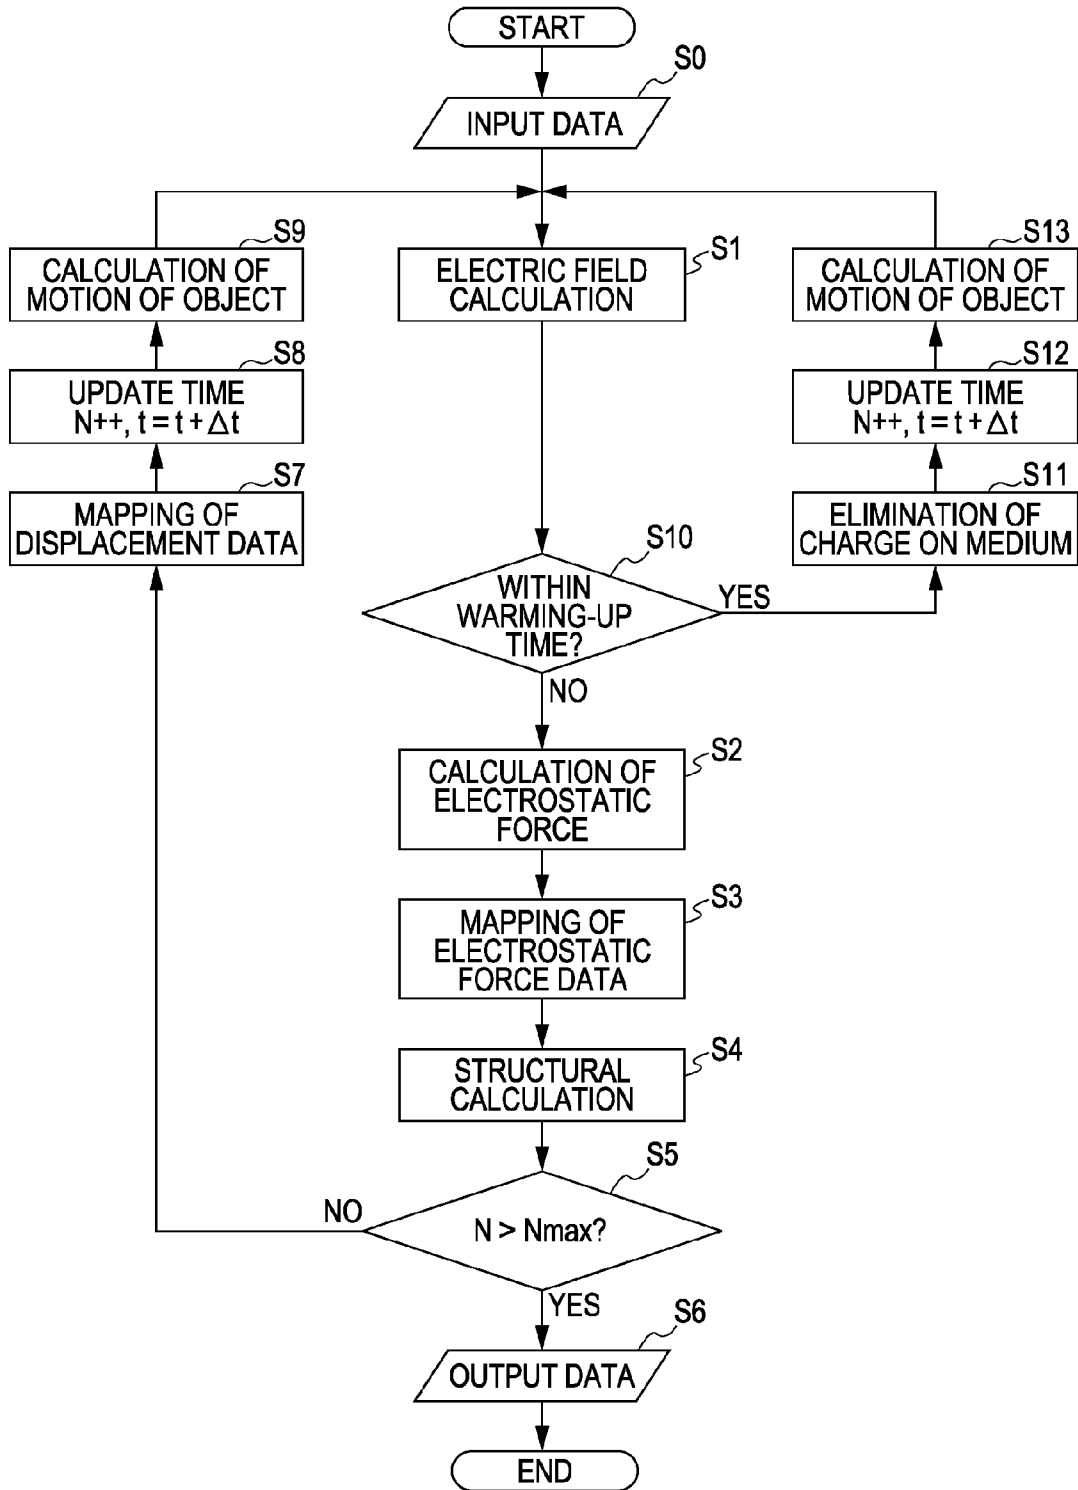 START
S0
INPUT DATA
S9
CALCULATION OF
MOTION OF OBJECT
S1
ELECTRIC FIELD
CALCULATION
S13
CALCULATION OF
MOTION OF OBJECT
S8
UPDATE TIME
N++, t = t + Δt
S12
UPDATE TIME
N++, t = t + Δt
S7
MAPPING OF
DISPLACEMENT DATA
S11
ELIMINATION OF
CHARGE ON MEDIUM
S10
WITHIN
WARMING-UP
TIME?
YES
NO
S2
CALCULATION OF
ELECTROSTATIC
FORCE
S3
MAPPING OF
ELECTROSTATIC
FORCE DATA
S4
STRUCTURAL
CALCULATION
S5
N > Nmax?
NO
YES
S6
OUTPUT DATA
END